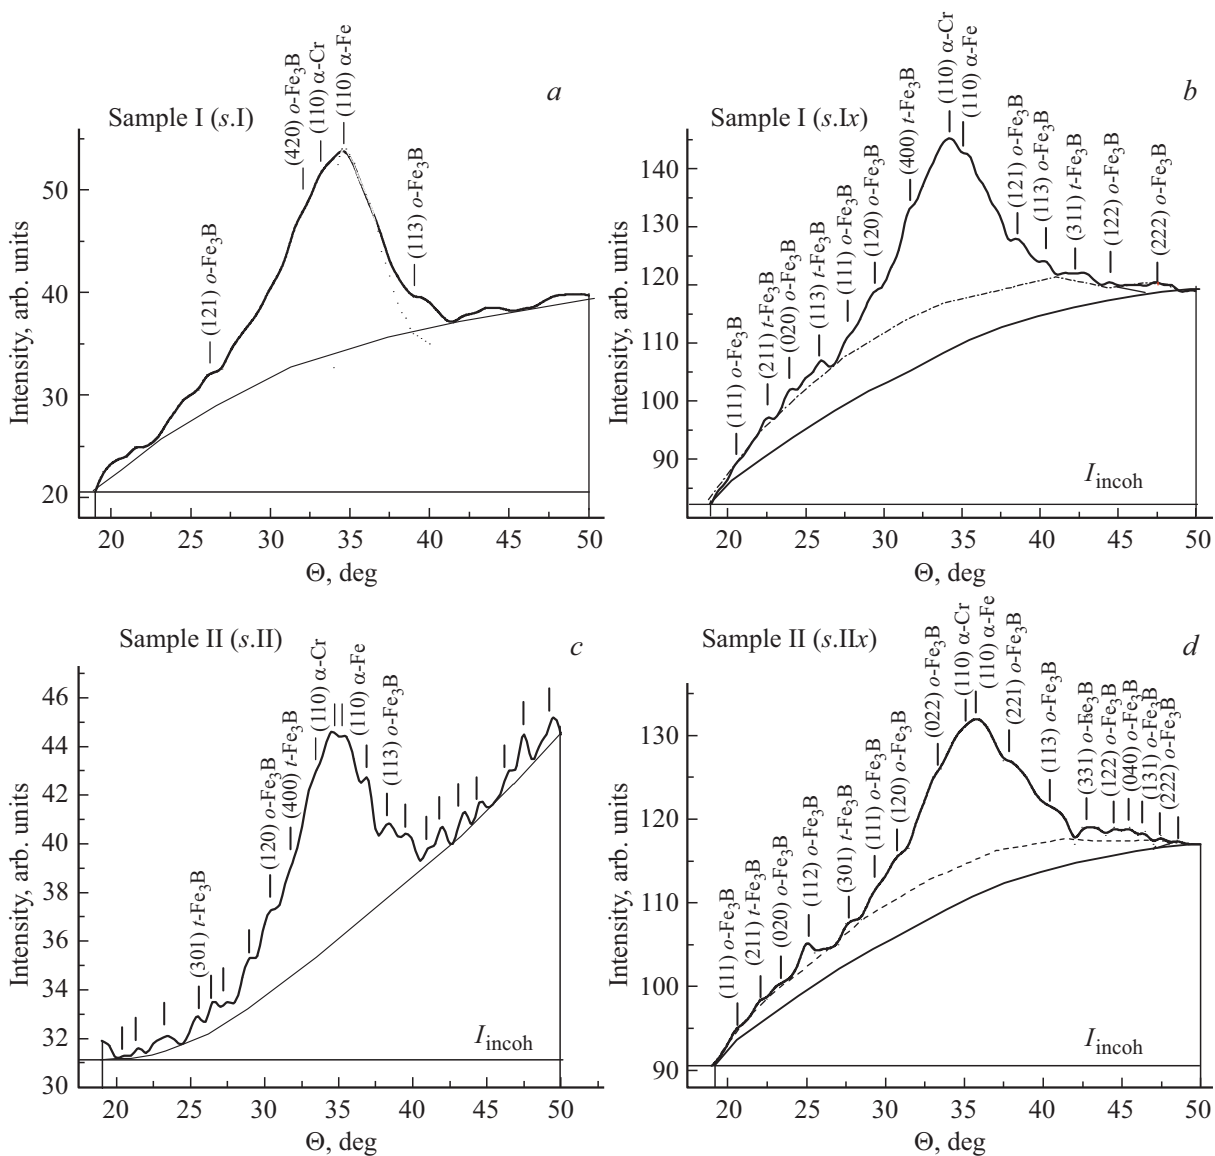 a
Sample I (s.I)
(121) o-Fe₃B
(420) o-Fe₃B
(110) α-Cr
(110) α-Fe
(113) o-Fe₃B
Intensity, arb. units
50
40
30
20
20 25 30 35 40 45 50
Θ, deg
b
Sample I (s.Ix)
(111) o-Fe₃B
(211) t-Fe₃B
(020) o-Fe₃B
(113) t-Fe₃B
(111) o-Fe₃B
(120) o-Fe₃B
(400) t-Fe₃B
(110) α-Cr
(110) α-Fe
(121) o-Fe₃B
(113) o-Fe₃B
(311) t-Fe₃B
(122) o-Fe₃B
(222) o-Fe₃B
Intensity, arb. units
140
130
120
110
100
90
I incoh
20 25 30 35 40 45 50
Θ, deg
c
Sample II (s.II)
(301) t-Fe₃B
(120) o-Fe₃B
(400) t-Fe₃B
(110) α-Cr
(110) α-Fe
(113) o-Fe₃B
Intensity, arb. units
46
44
42
40
38
36
34
32
30
I incoh
20 25 30 35 40 45 50
Θ, deg
d
Sample II (s.IIx)
(111) o-Fe₃B
(211) t-Fe₃B
(020) o-Fe₃B
(112) o-Fe₃B
(301) t-Fe₃B
(111) o-Fe₃B
(120) o-Fe₃B
(022) o-Fe₃B
(110) α-Cr
(110) α-Fe
(221) o-Fe₃B
(113) o-Fe₃B
(331) o-Fe₃B
(122) o-Fe₃B
(040) o-Fe₃B
(131) o-Fe₃B
(222) o-Fe₃B
Intensity, arb. units
130
120
110
100
90
I incoh
20 25 30 35 40 45 50
Θ, deg